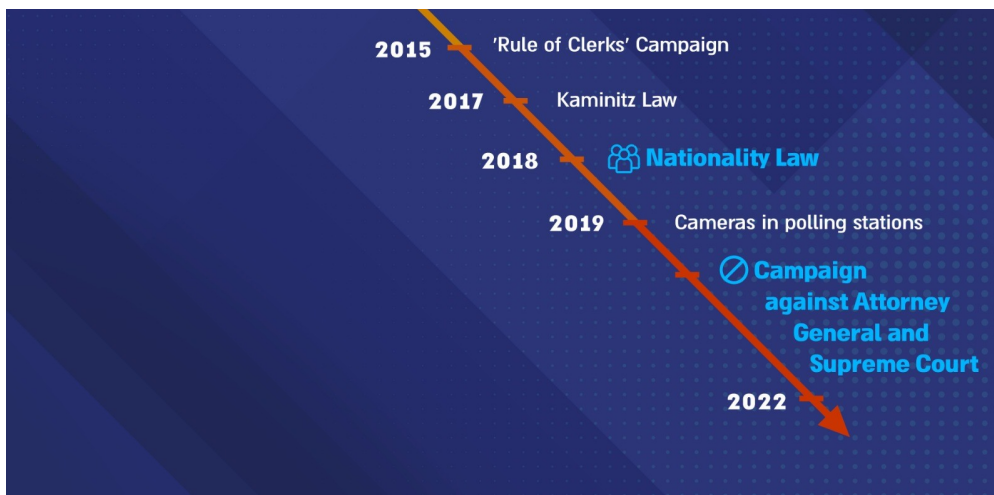 2015 'Rule of Clerks' Campaign
2017 Kaminitz Law
2018 Nationality Law
2019 Cameras in polling stations
Campaign
against Attorney
General and
Supreme Court
2022